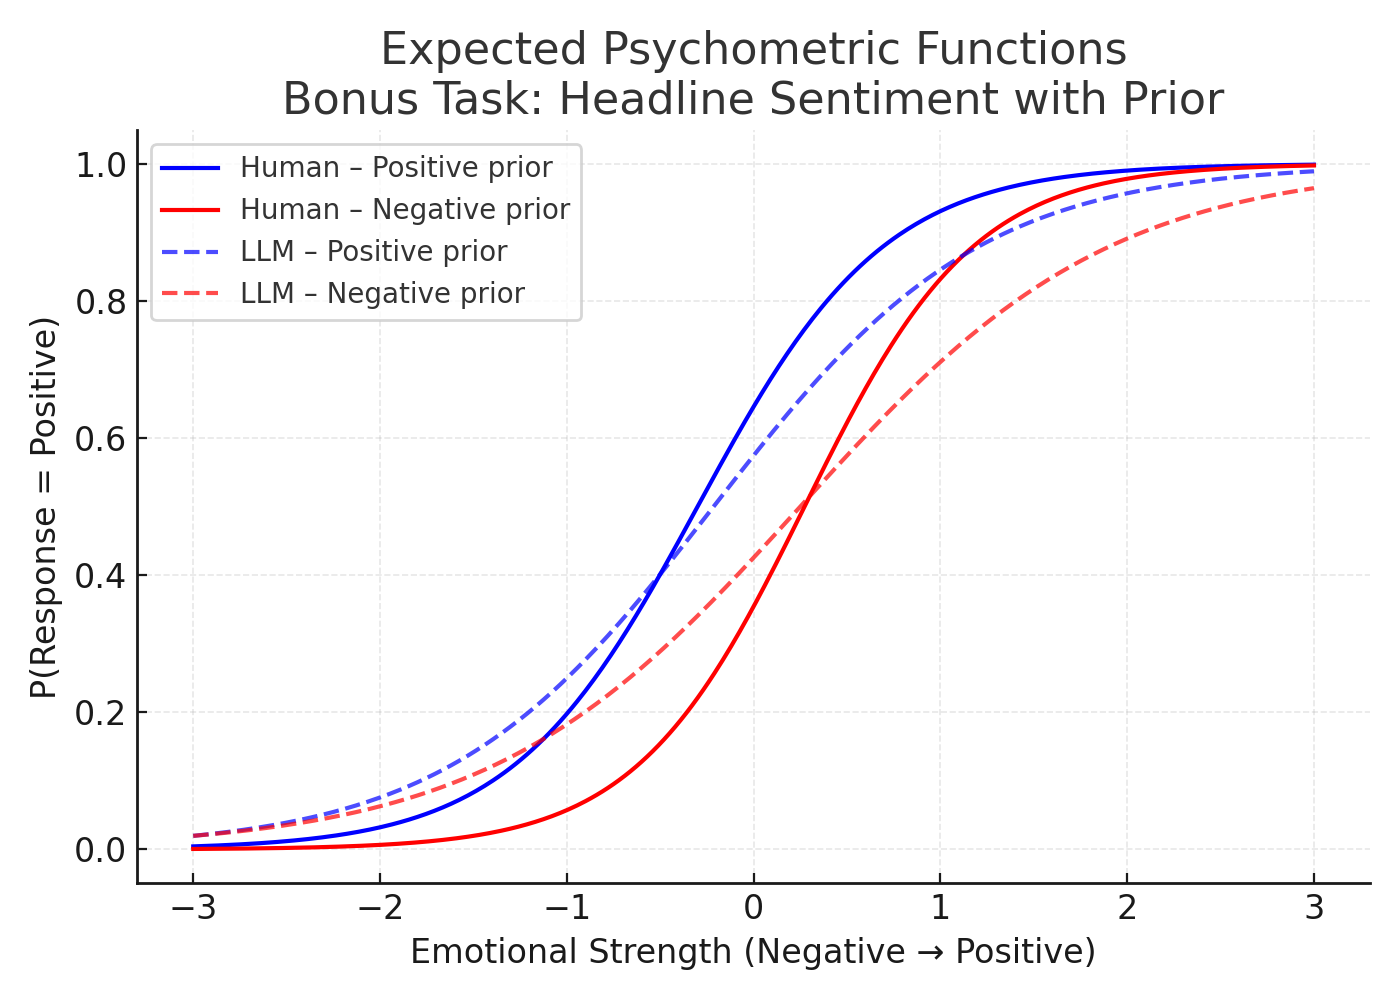 Expected Psychometric Functions
Bonus Task: Headline Sentiment with Prior
Human – Positive prior
Human – Negative prior
LLM – Positive prior
LLM – Negative prior
P(Response = Positive)
1.0
0.8
0.6
0.4
0.2
0.0
−3 −2 −1 0 1 2 3
Emotional Strength (Negative → Positive)